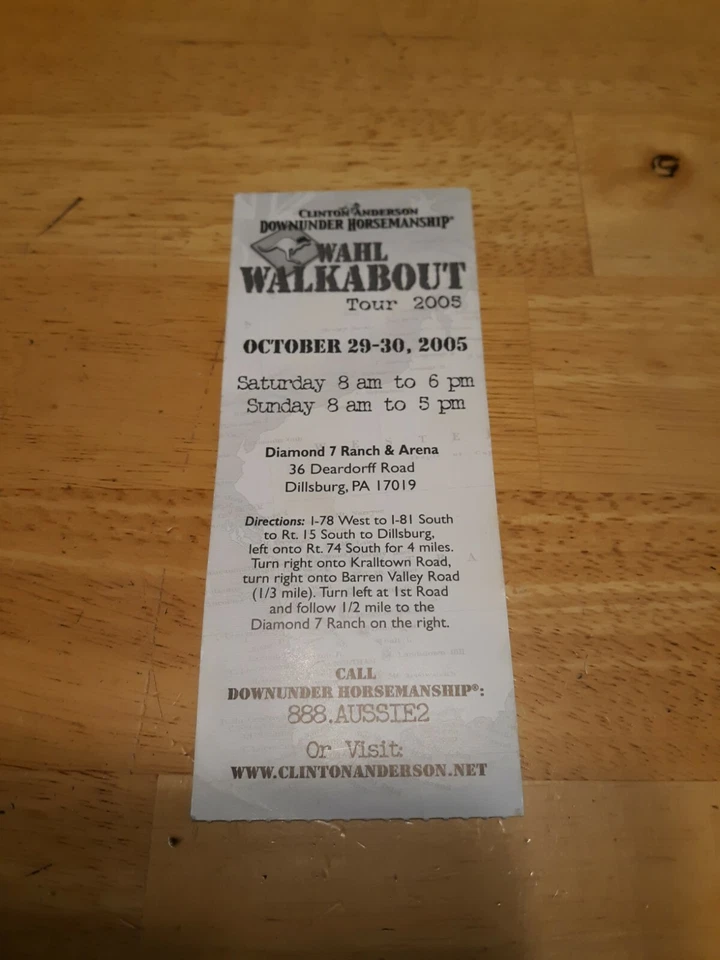 CLINTON ANDERSON
DOWNUNDER HORSEMANSHIP®
WAHL
WALKABOUT
Tour 2005
OCTOBER 29-30, 2005
Saturday 8 am to 6 pm
Sunday 8 am to 5 pm
Diamond 7 Ranch & Arena
36 Deardorff Road
Dillsburg, PA 17019
Directions: I-78 West to I-81 South
to Rt. 15 South to Dillsburg,
left onto Rt. 74 South for 4 miles.
Turn right onto Kralltown Road,
turn right onto Barren Valley Road
(1/3 mile). Turn left at 1st Road
and follow 1/2 mile to the
Diamond 7 Ranch on the right.
CALL
DOWNUNDER HORSEMANSHIP®:
888.AUSSIE2
Or Visit:
WWW.CLINTONANDERSON.NET